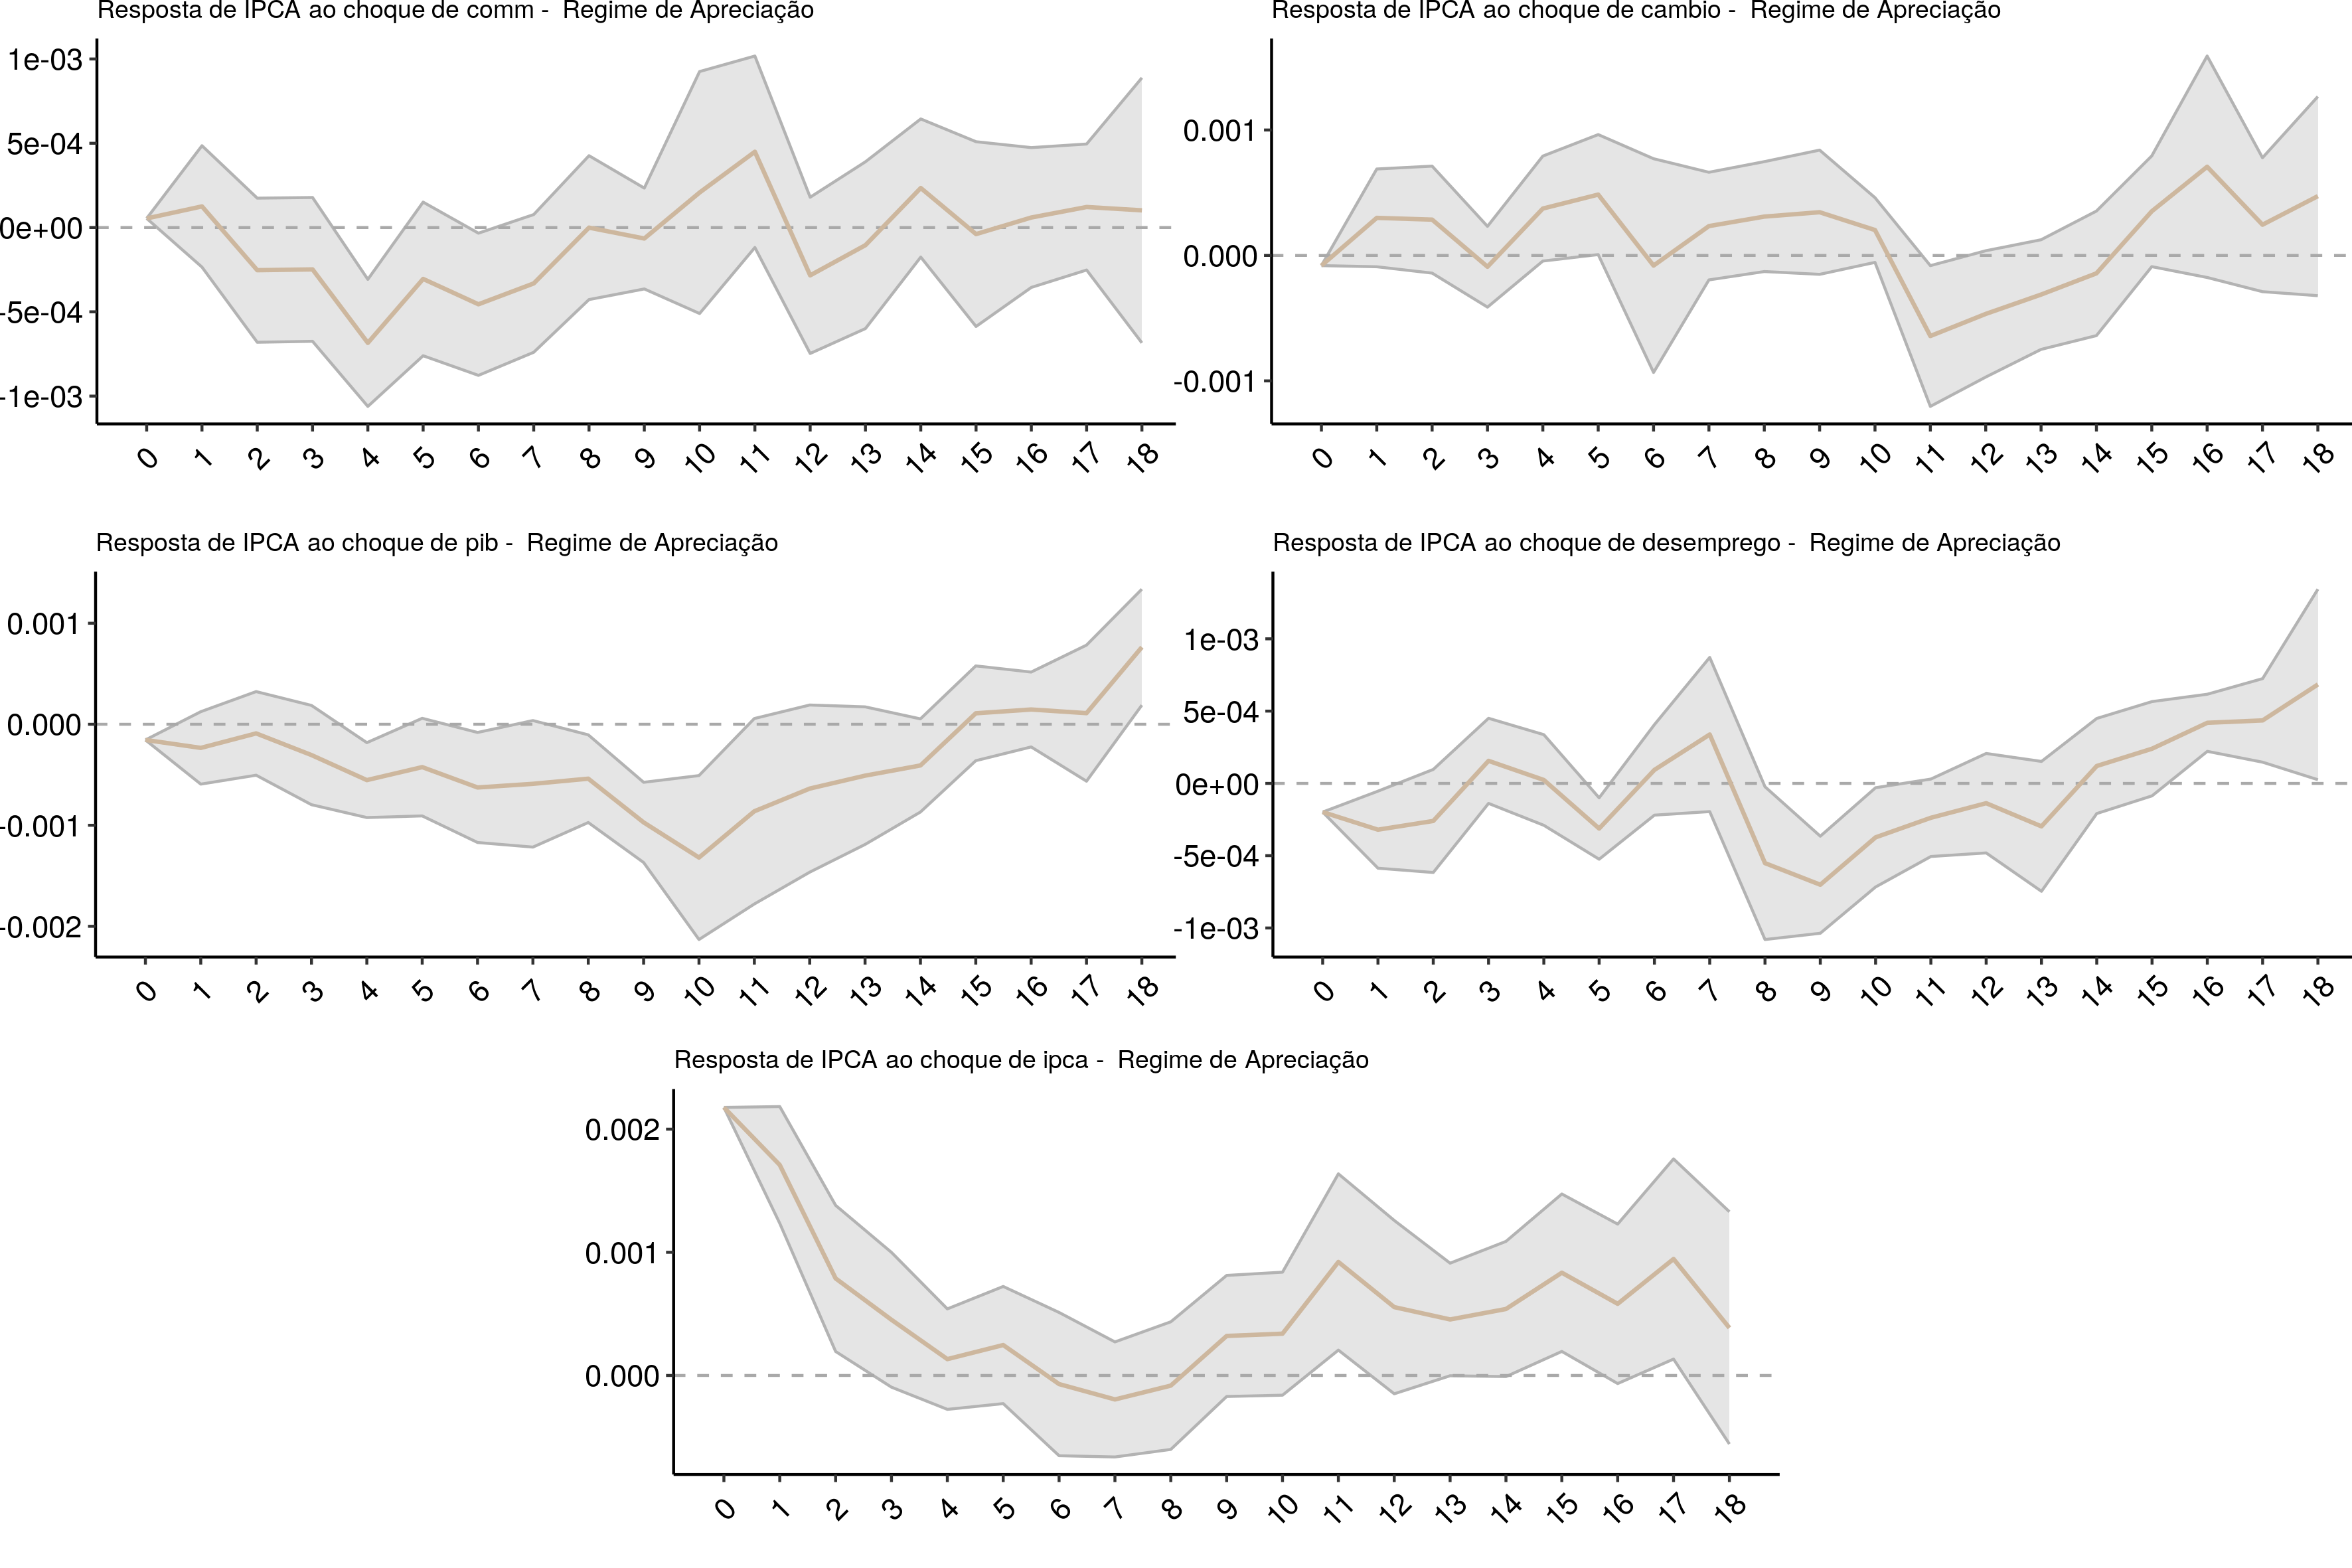 Resposta de IPCA ao choque de comm -  Regime de Apreciação
1e-03
5e-04
0e+00
-5e-04
-1e-03
0 1 2 3 4 5 6 7 8 9 10 11 12 13 14 15 16 17 18
Resposta de IPCA ao choque de cambio -  Regime de Apreciação
0.001
0.000
-0.001
0 1 2 3 4 5 6 7 8 9 10 11 12 13 14 15 16 17 18
Resposta de IPCA ao choque de pib -  Regime de Apreciação
0.001
0.000
-0.001
-0.002
0 1 2 3 4 5 6 7 8 9 10 11 12 13 14 15 16 17 18
Resposta de IPCA ao choque de desemprego -  Regime de Apreciação
1e-03
5e-04
0e+00
-5e-04
-1e-03
0 1 2 3 4 5 6 7 8 9 10 11 12 13 14 15 16 17 18
Resposta de IPCA ao choque de ipca -  Regime de Apreciação
0.002
0.001
0.000
0 1 2 3 4 5 6 7 8 9 10 11 12 13 14 15 16 17 18